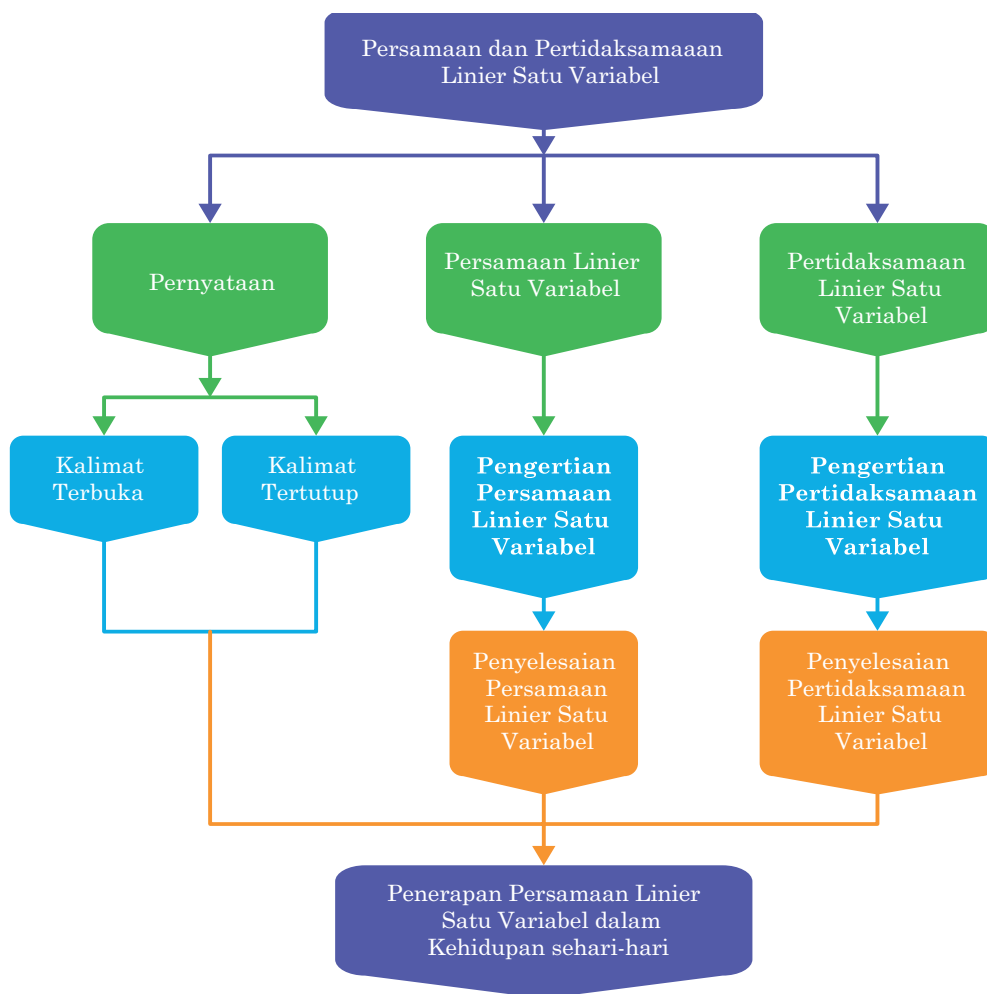 Persamaan dan Pertidaksamaaan
Linier Satu Variabel
Pernyataan
Persamaan Linier
Satu Variabel
Pertidaksamaan
Linier Satu
Variabel
Kalimat
Terbuka
Kalimat
Tertutup
Pengertian
Persamaan
Linier Satu
Variabel
Pengertian
Pertidaksamaan
Linier Satu
Variabel
Penyelesaian
Persamaan
Linier Satu
Variabel
Penyelesaian
Pertidaksamaan
Linier Satu
Variabel
Penerapan Persamaan Linier
Satu Variabel dalam
Kehidupan sehari-hari